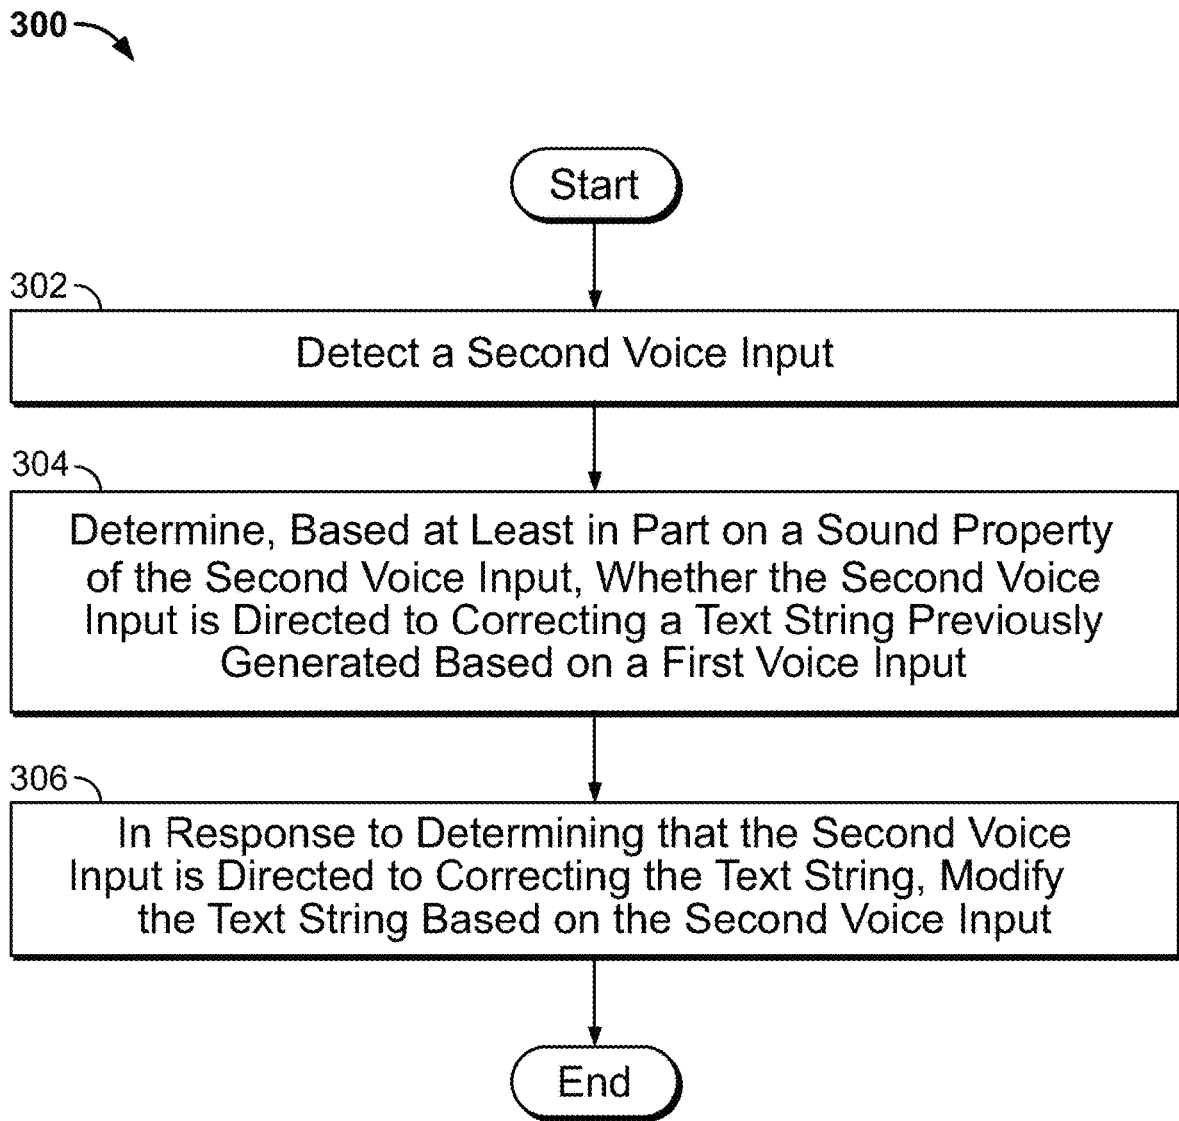 300
Start
302
Detect a Second Voice Input
304
Determine, Based at Least in Part on a Sound Property
of the Second Voice Input, Whether the Second Voice
Input is Directed to Correcting a Text String Previously
Generated Based on a First Voice Input
306
In Response to Determining that the Second Voice
Input is Directed to Correcting the Text String, Modify
the Text String Based on the Second Voice Input
End